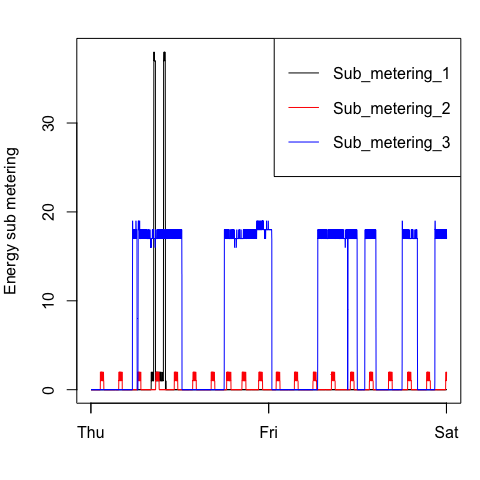 Sub_metering_1
Sub_metering_2
Sub_metering_3
Energy sub metering
30
20
10
0
Thu Fri Sat